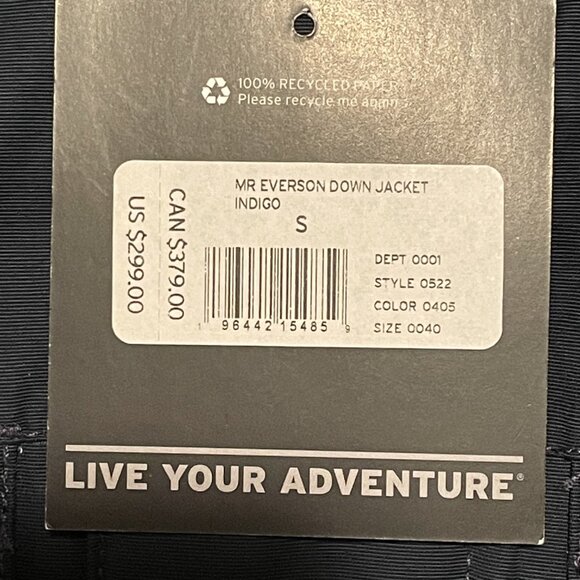 100% RECYCLED PAPER
Please recycle me again
MR EVERSON DOWN JACKET
INDIGO
S
US $299.00
CAN $379.00
DEPT 0001
STYLE 0522
COLOR 0405
SIZE 0040
1 96442 15485 9
LIVE YOUR ADVENTURE®